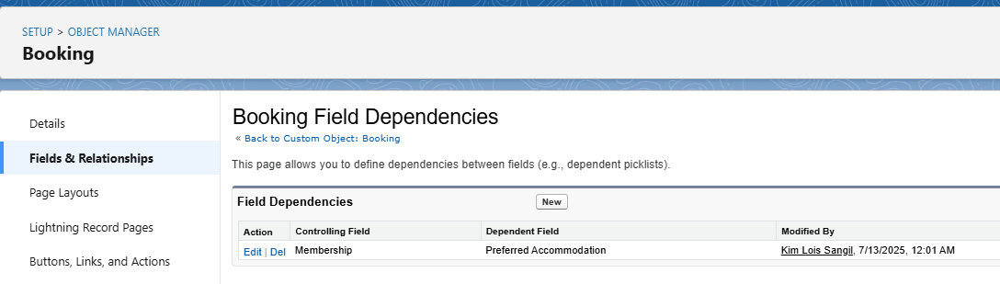 SETUP > OBJECT MANAGER
Booking
Details
Fields & Relationships
Page Layouts
Lightning Record Pages
Buttons, Links, and Actions
Booking Field Dependencies
« Back to Custom Object: Booking
This page allows you to define dependencies between fields (e.g., dependent picklists).
Field Dependencies New
Action Controlling Field Dependent Field Modified By
Edit | Del Membership Preferred Accommodation Kim Lois Sangil, 7/13/2025, 12:01 AM